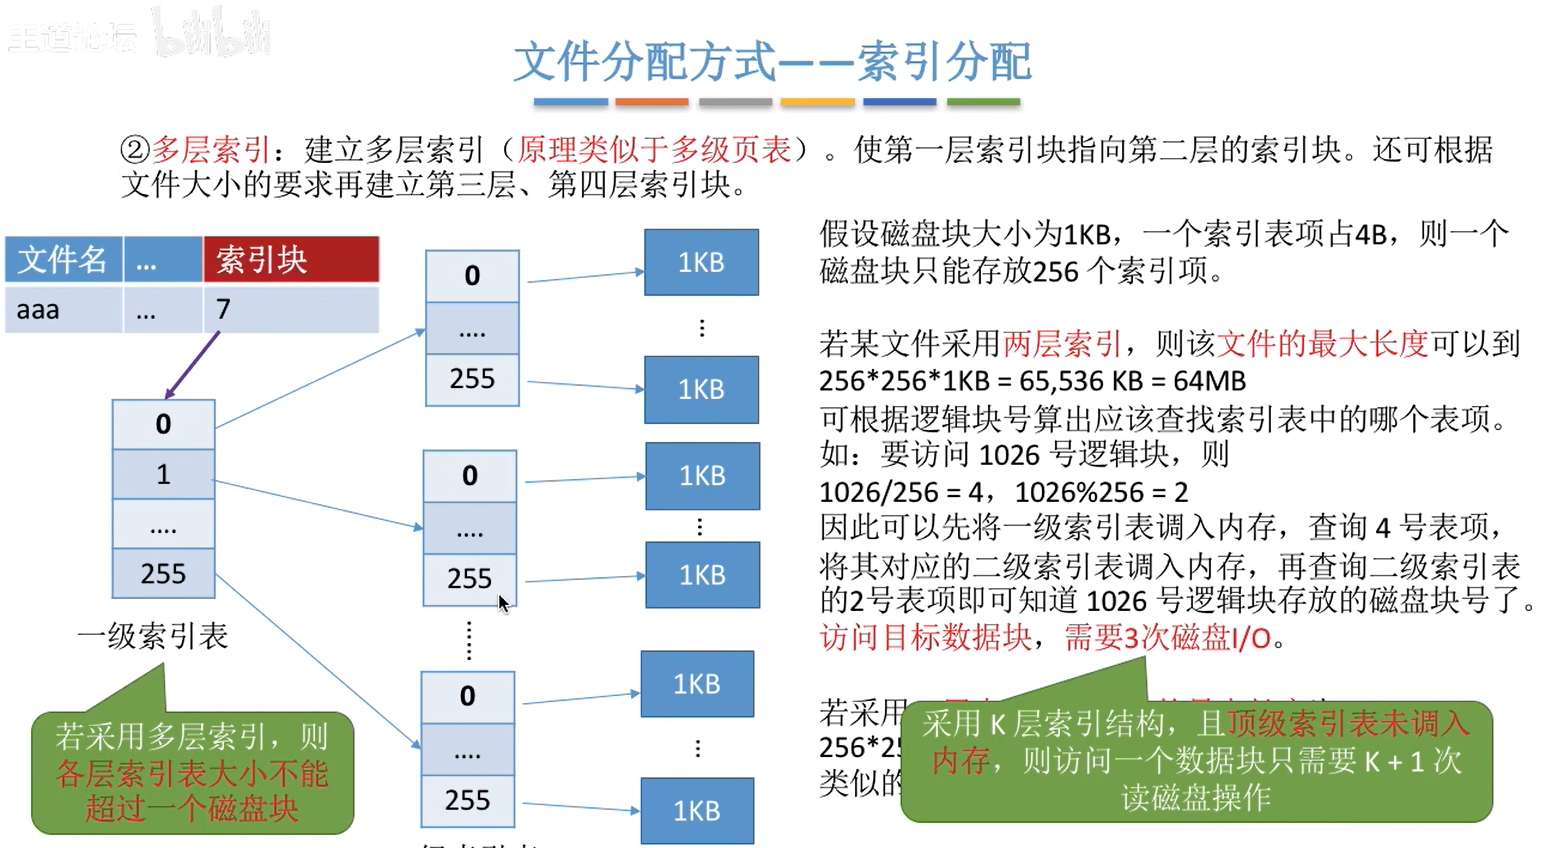 王道论坛 bilibili
文件分配方式——索引分配
②多层索引：建立多层索引（原理类似于多级页表）。使第一层索引块指向第二层的索引块。还可根据
文件大小的要求再建立第三层、第四层索引块。
文件名 ... 索引块
aaa ... 7
0
1
....
255
一级索引表
若采用多层索引，则
各层索引表大小不能
超过一个磁盘块
0
....
255
0
....
255
0
....
255
1KB
1KB
1KB
1KB
1KB
1KB
假设磁盘块大小为1KB，一个索引表项占4B，则一个
磁盘块只能存放256 个索引项。
若某文件采用两层索引，则该文件的最大长度可以到
256*256*1KB = 65,536 KB = 64MB
可根据逻辑块号算出应该查找索引表中的哪个表项。
如：要访问 1026 号逻辑块，则
1026/256 = 4，1026%256 = 2
因此可以先将一级索引表调入内存，查询 4 号表项，
将其对应的二级索引表调入内存，再查询二级索引表
的2号表项即可知道 1026 号逻辑块存放的磁盘块号了。
访问目标数据块，需要3次磁盘I/O。
若采用
256*25
类似的
采用 K 层索引结构，且顶级索引表未调入
内存，则访问一个数据块只需要 K + 1 次
读磁盘操作